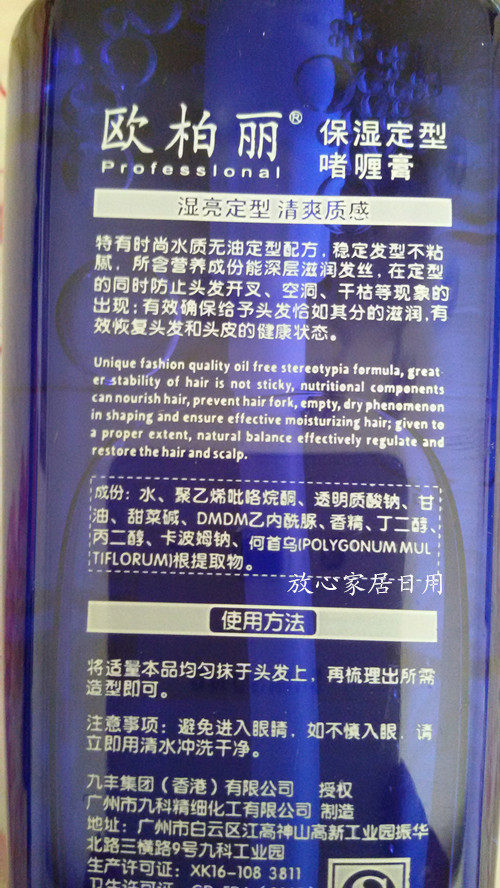 欧柏丽®
Professional
保湿定型
啫喱膏
湿亮定型 清爽质感
特有时尚水质无油定型配方，稳定发型不粘
腻，所含营养成份能深层滋润发丝，在定型
的同时防止头发开叉、空洞、干枯等现象的
出现；有效确保给予头发恰如其分的滋润，有
效恢复头发和头皮的健康状态。
Unique fashion quality oil free stereotypia formula, great-
er stability of hair is not sticky, nutritional components
can nourish hair, prevent hair fork, empty, dry phenomenon
in shaping and ensure effective moisturizing hair; given to
a proper extent, natural balance effectively regulate and
restore the hair and scalp.
成份：水、聚乙烯吡咯烷酮、透明质酸钠、甘
油、甜菜碱、DMDM乙内酰脲、香精、丁二醇、
丙二醇、卡波姆钠、何首乌(POLYGONUM MUL
TIFLORUM)根提取物。
放心家居日用
使用方法
将适量本品均匀抹于头发上，再梳理出所需
造型即可。
注意事项：避免进入眼睛，如不慎入眼，请
立即用清水冲洗干净。
九丰集团（香港）有限公司 授权
广州市九科精细化工有限公司 制造
地址：广州市白云区江高神山高新工业园振华
北路三横路9号九科工业园
生产许可证：XK16-108 3811
卫生许可证：